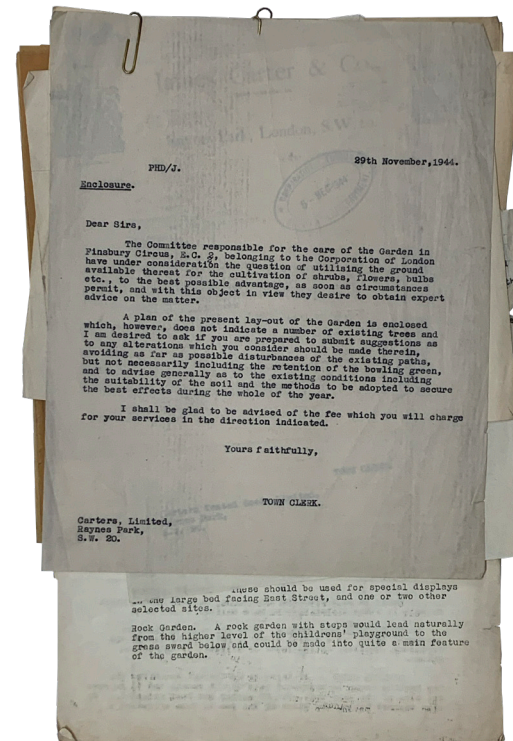 Carter & Co
Raynes Park, London, S.W.
PHD/J.
29th November,1944.
Enclosure.
5-DEC 1944
Dear Sirs,
The Committee responsible for the care of the Garden in
Finsbury Circus, E.C. 2, belonging to the Corporation of London
have under consideration the question of utilising the ground
available thereat for the cultivation of shrubs, flowers, bulbs
etc., to the best possible advantage, as soon as circumstances
permit, and with this object in view they desire to obtain expert
advice on the matter.
A plan of the present lay-out of the Garden is enclosed
which, however, does not indicate a number of existing trees and
I am desired to ask if you are prepared to submit suggestions as
to any alterations which you consider should be made therein,
avoiding as far as possible disturbances of the existing paths,
but not necessarily including the retention of the bowling green,
and to advise generally as to the existing conditions including
the suitability of the soil and the methods to be adopted to secure
the best effects during the whole of the year.
I shall be glad to be advised of the fee which you will charge
for your services in the direction indicated.
Yours faithfully,
TOWN CLERK.
Carters, Limited,
Raynes Park,
S.W. 20.
These should be used for special displays
in the large bed facing East Street, and one or two other
selected sites.
Rock Garden. A rock garden with steps would lead naturally
from the higher level of the childrens' playground to the
grass sward below and could be made into quite a main feature
of the garden.